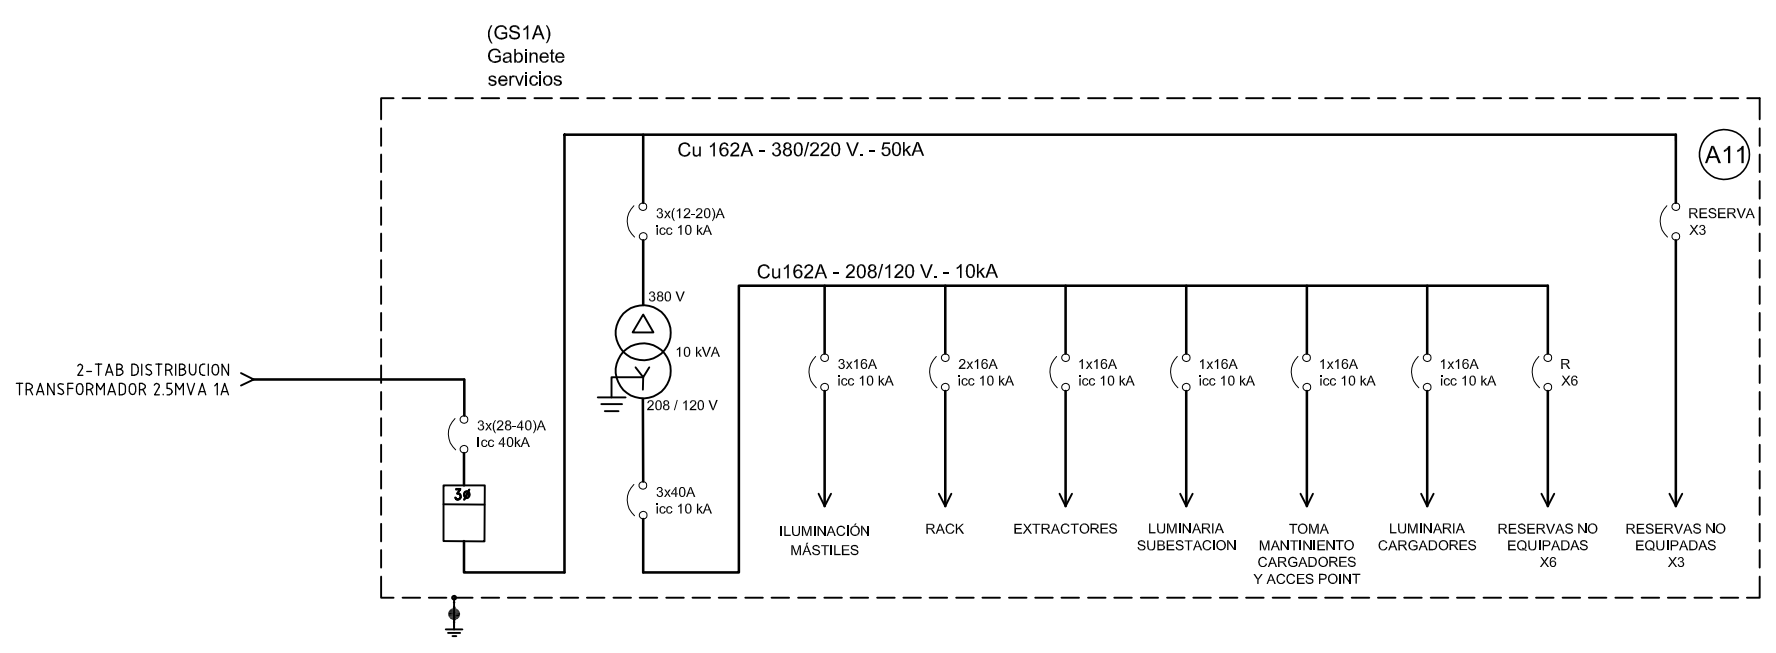 (GS1A)
Gabinete
servicios
Cu 162A - 380/220 V. - 50kA
A11
3x(12-20)A
icc 10 kA
RESERVA
X3
Cu162A - 208/120 V. - 10kA
380 V
10 kVA
208 / 120 V
2-TAB DISTRIBUCION
TRANSFORMADOR 2.5MVA 1A
3x(28-40)A
Icc 40kA
3ø
3x40A
icc 10 kA
3x16A
icc 10 kA
2x16A
icc 10 kA
1x16A
icc 10 kA
1x16A
icc 10 kA
1x16A
icc 10 kA
1x16A
icc 10 kA
R
X6
ILUMINACIÓN
MÁSTILES
RACK
EXTRACTORES
LUMINARIA
SUBESTACION
TOMA
MANTINIENTO
CARGADORES
Y ACCES POINT
LUMINARIA
CARGADORES
RESERVAS NO
EQUIPADAS
X6
RESERVAS NO
EQUIPADAS
X3